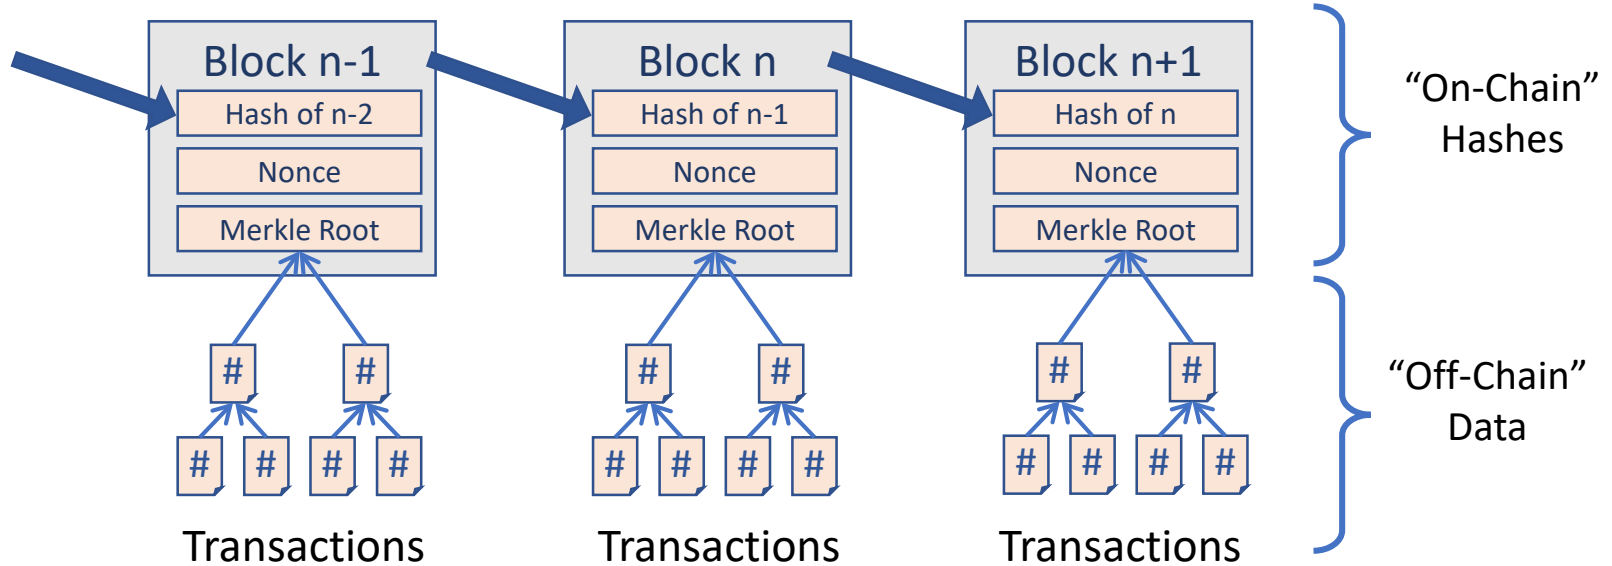 Block n-1
Hash of n-2
Nonce
Merkle Root
# #
# # # #
Transactions
Block n
Hash of n-1
Nonce
Merkle Root
# #
# # # #
Transactions
Block n+1
Hash of n
Nonce
Merkle Root
# #
# # # #
Transactions
“On-Chain”
Hashes
“Off-Chain”
Data